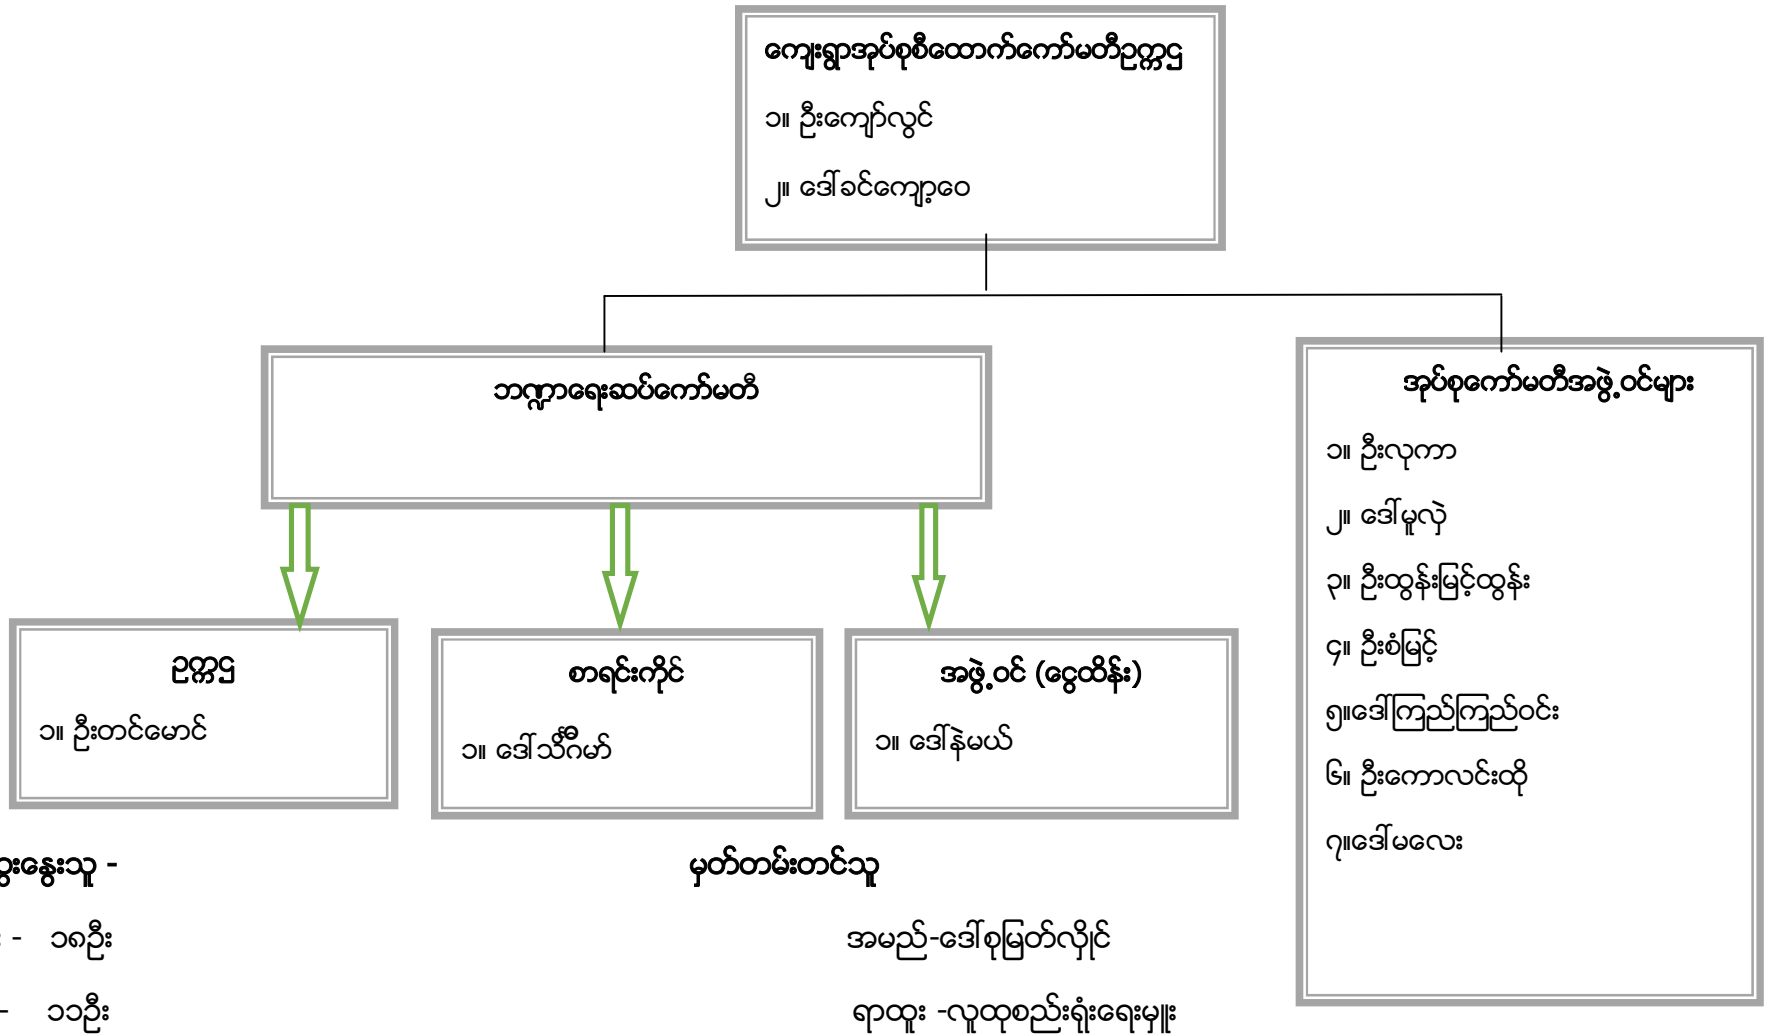 ကျေးရွာအုပ်စုစီထောက်ကော်မတီဥက္ကဌ
၁။ ဦးကျော်လွင်
၂။ ဒေါ်ခင်ကျော့ဝေ
ဘဏ္ဍာရေးဆပ်ကော်မတီ
ဥက္ကဌ
၁။ ဦးတင်မောင်
စာရင်းကိုင်
၁။ ဒေါ်သိင်္ဂီမာ်
အဖွဲ့ဝင် (ငွေထိန်း)
၁။ ဒေါ်နဲမယ်
အုပ်စုကော်မတီအဖွဲ့ဝင်များ
၁။ ဦးလုကာ
၂။ ဒေါ်မူလှဲ
၃။ ဦးထွန်းမြင့်ထွန်း
၄။ ဦးစံမြင့်
၅။ဒေါ်ကြည်ကြည်ဝင်း
၆။ ဦးကောလင်းထို
၇။ဒေါ်မလေး
နွေးသူ -
- ၁၈ဦး
- ၁၁ဦး
မှတ်တမ်းတင်သူ
အမည်-ဒေါ်စုမြတ်လှိုင်
ရာထူး -လူထုစည်းရုံးရေးမှူး